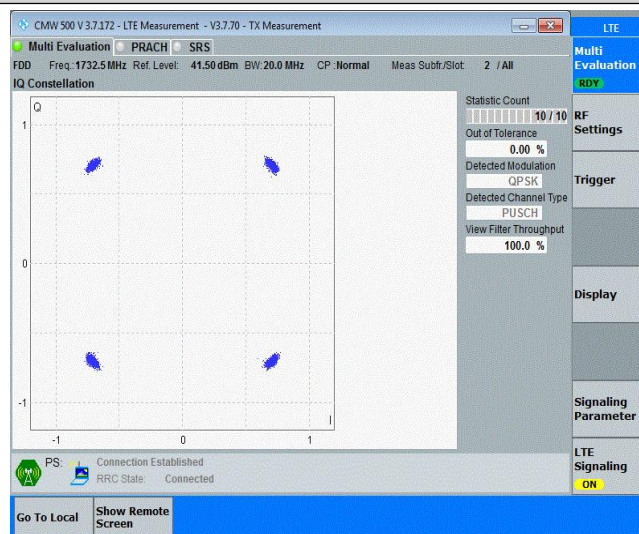 CMW 500 V 3.7.172 - LTE Measurement - V3.7.70 - TX Measurement
LTE
Multi Evaluation PRACH SRS
Multi
Evaluation
RDY
FDD Freq.:1732.5 MHz Ref. Level: 41.50 dBm BW:20.0 MHz CP :Normal Meas Subfr./Slot: 2 / All
IQ Constellation
Q
1
0
-1
I
-1 0 1
Statistic Count
10 / 10
Out of Tolerance
0.00 %
Detected Modulation
QPSK
Detected Channel Type
PUSCH
View Filter Throughput
100.0 %
RF
Settings
Trigger
Display
Signaling
Parameter
LTE
Signaling
ON
PS: Connection Established
RRC State: Connected
Go To Local
Show Remote
Screen